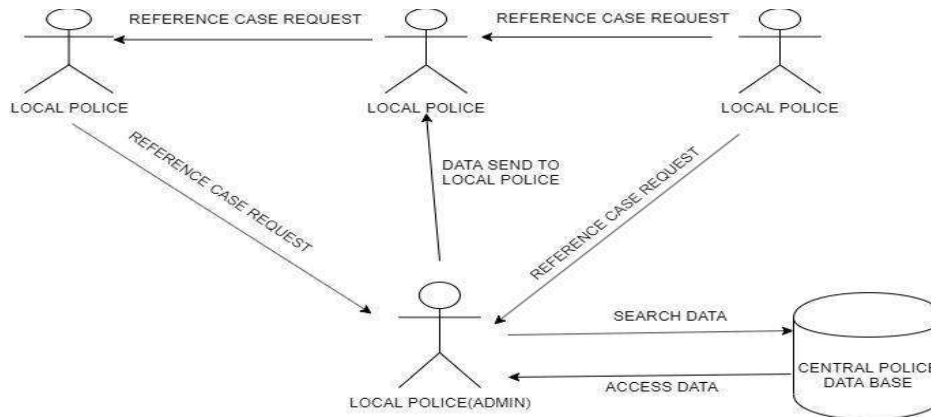 REFERENCE CASE REQUEST
REFERENCE CASE REQUEST
LOCAL POLICE
LOCAL POLICE
LOCAL POLICE
REFERENCE CASE REQUEST
DATA SEND TO
LOCAL POLICE
REFERENCE CASE REQUEST
SEARCH DATA
CENTRAL POLICE
DATA BASE
ACCESS DATA
LOCAL POLICE(ADMIN)